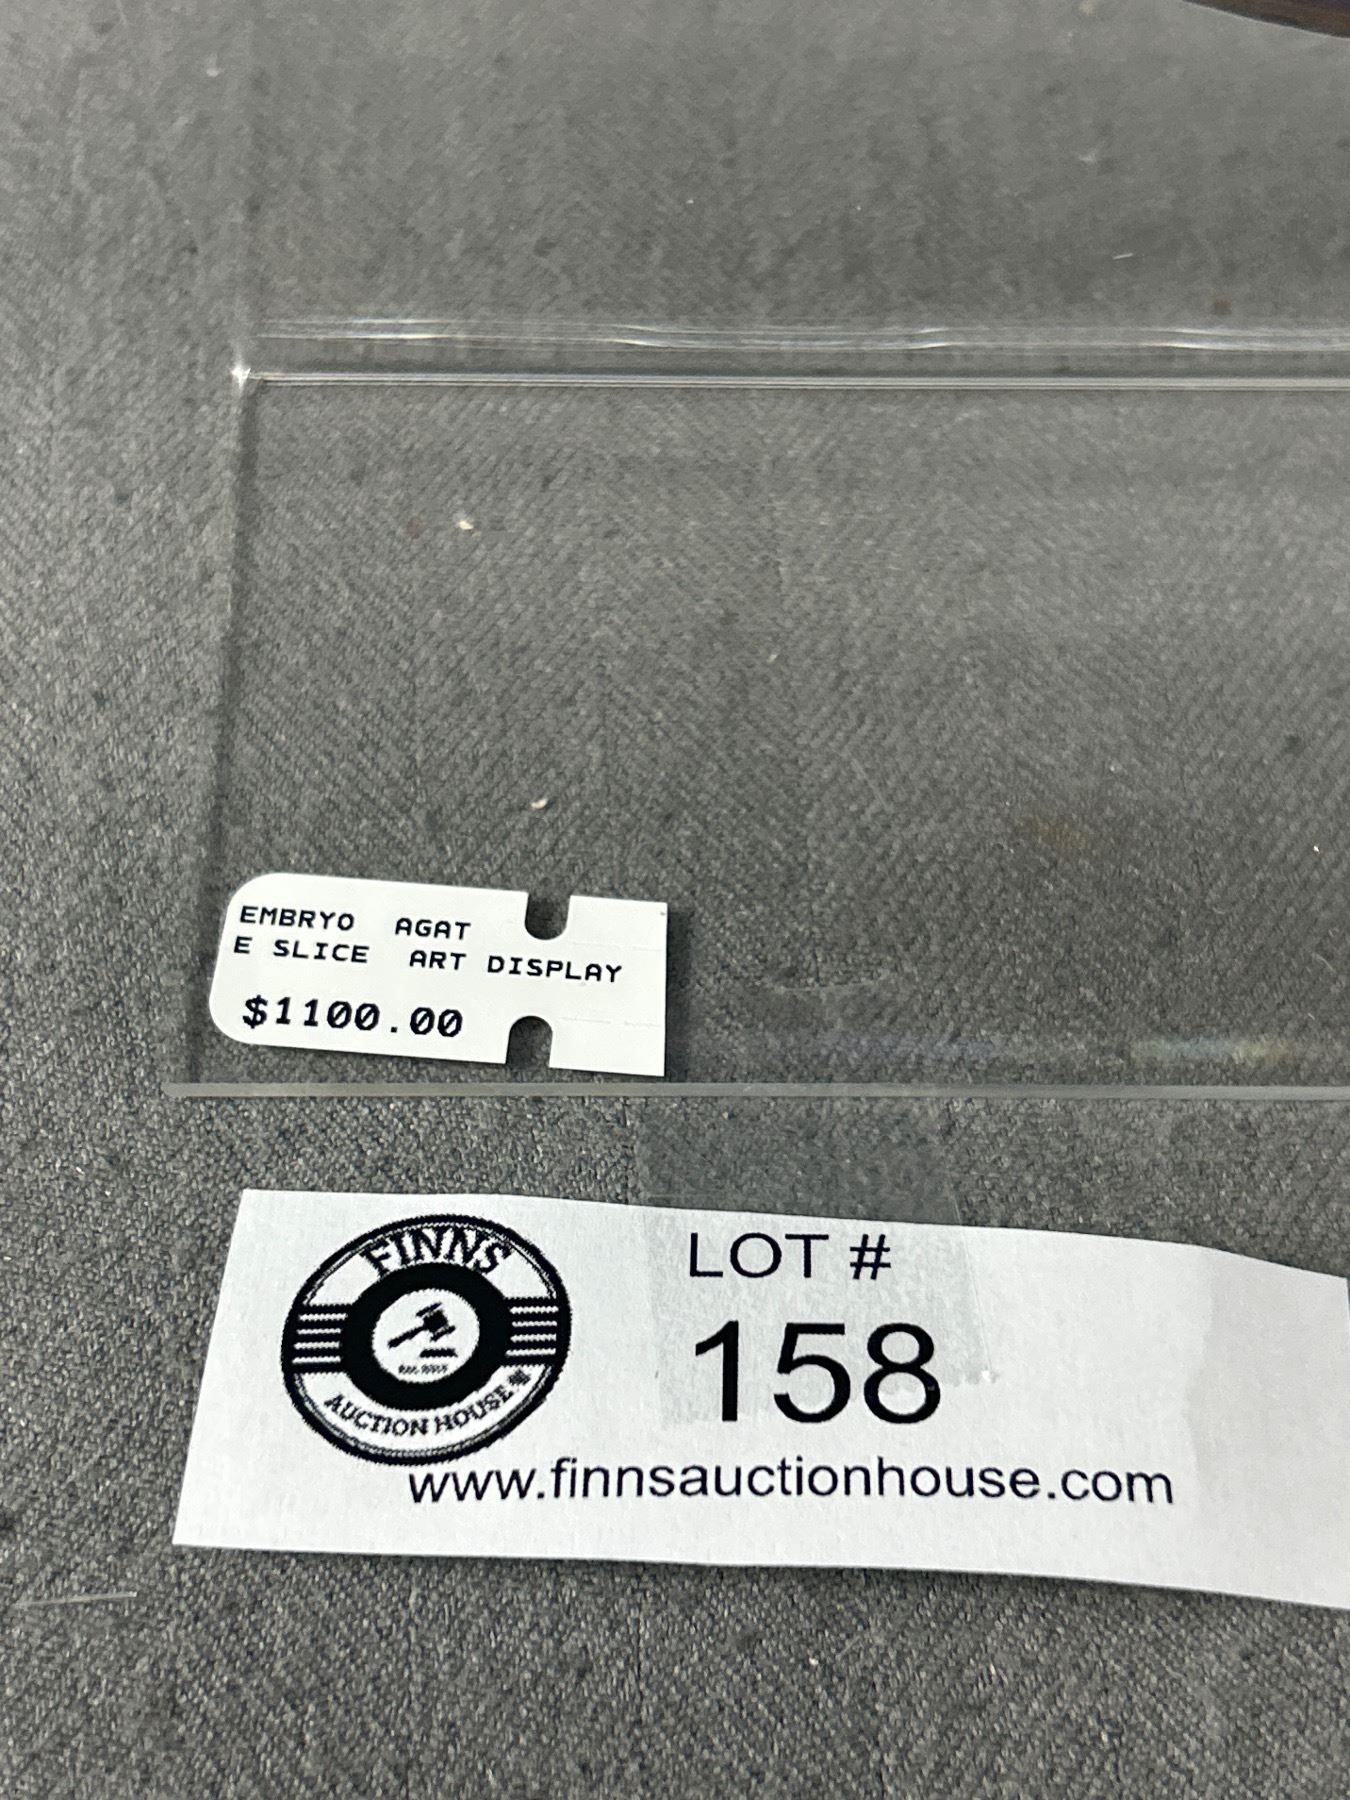 EMBRYO AGAT
E SLICE ART DISPLAY
$1100.00
FINNS
AUCTION HOUSE
LOT #
158
www.finnsauctionhouse.com